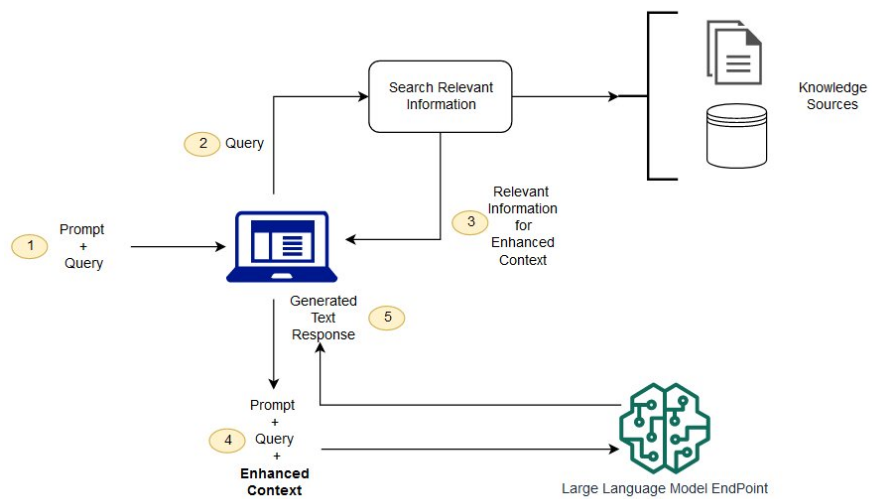 Search Relevant
Information
Knowledge
Sources
2
Query
Relevant
Information
for
Enhanced
Context
3
1
Prompt
+
Query
Generated
Text
Response
5
Prompt
+
Query
+
Enhanced
Context
4
Large Language Model EndPoint